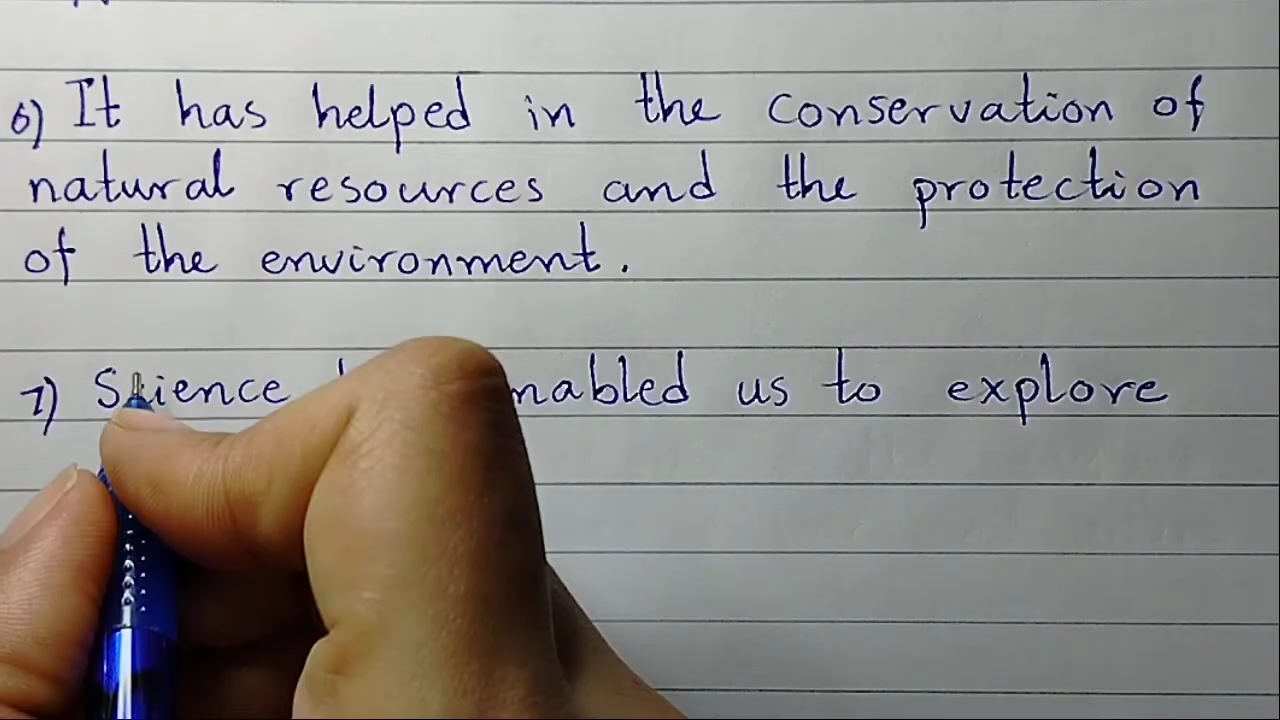 6) It has helped in the conservation of
natural resources and the protection
of the environment.
7) Science us to explore